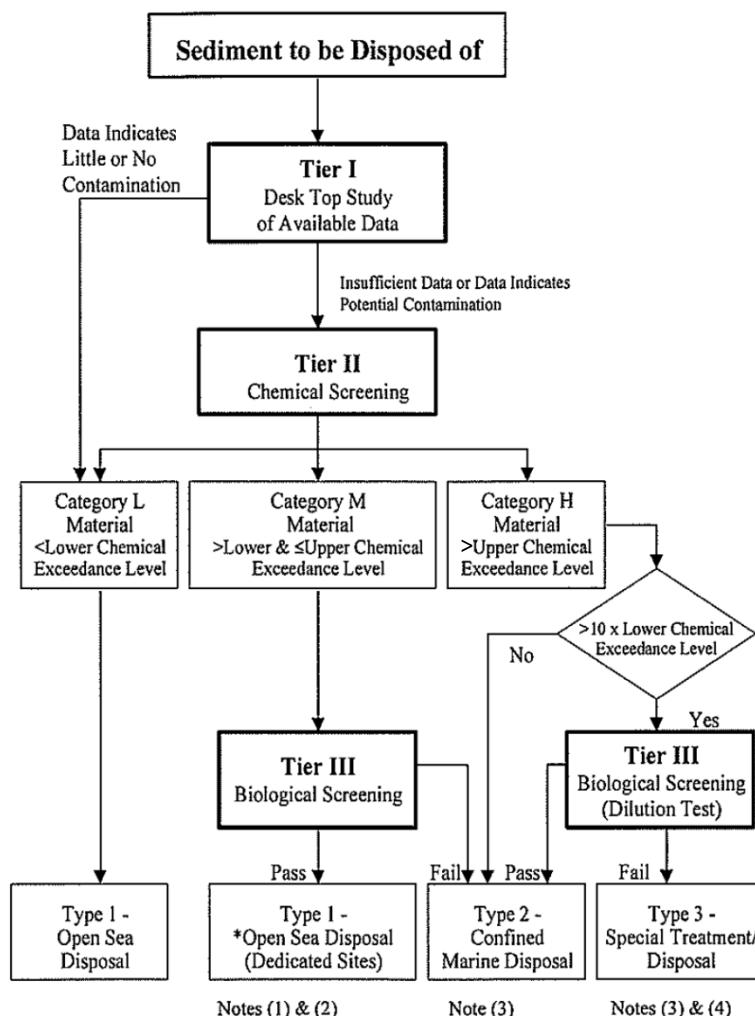 Sediment to be Disposed of
Data Indicates
Little or No
Contamination
Tier I
Desk Top Study
of Available Data
Insufficient Data or Data Indicates
Potential Contamination
Tier II
Chemical Screening
Category L
Material
<Lower Chemical
Exceedance Level
Category M
Material
>Lower & ≤Upper Chemical
Exceedance Level
Category H
Material
>Upper Chemical
Exceedance Level
>10 x Lower Chemical
Exceedance Level
No
Yes
Tier III
Biological Screening
Tier III
Biological Screening
(Dilution Test)
Pass
Fail
Pass
Fail
Type 1 -
Open Sea
Disposal
Type 1 -
*Open Sea Disposal
(Dedicated Sites)
Type 2 -
Confined
Marine Disposal
Type 3 -
Special Treatment/
Disposal
Notes (1) & (2)
Note (3)
Notes (3) & (4)